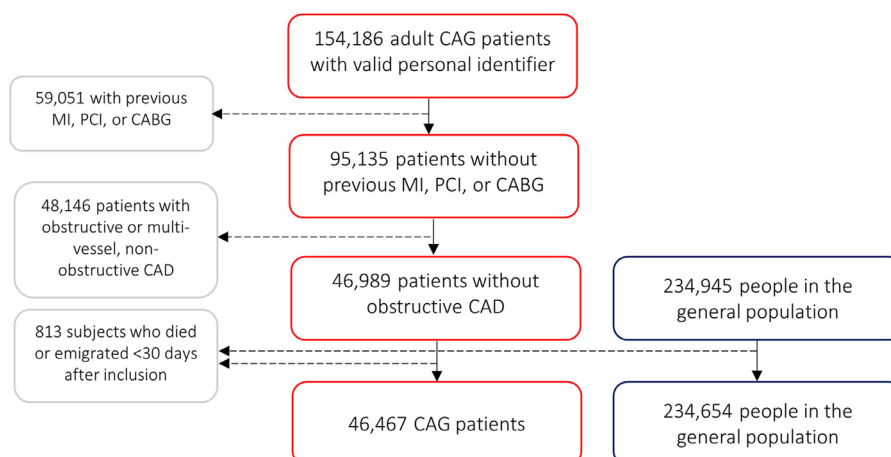 154,186 adult CAG patients
with valid personal identifier
59,051 with previous
MI, PCI, or CABG
95,135 patients without
previous MI, PCI, or CABG
48,146 patients with
obstructive or multi-
vessel, non-
obstructive CAD
46,989 patients without
obstructive CAD
234,945 people in the
general population
813 subjects who died
or emigrated <30 days
after inclusion
46,467 CAG patients
234,654 people in the
general population